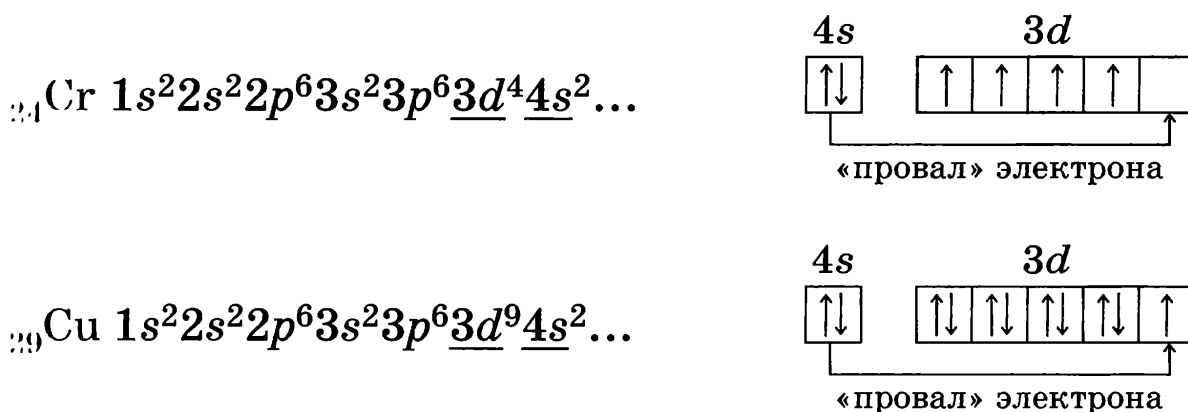 4s 3d
₂₄Cr 1s²2s²2p⁶3s²3p⁶3d⁴4s²...
«провал» электрона
4s 3d
₂₉Cu 1s²2s²2p⁶3s²3p⁶3d⁹4s²...
«провал» электрона